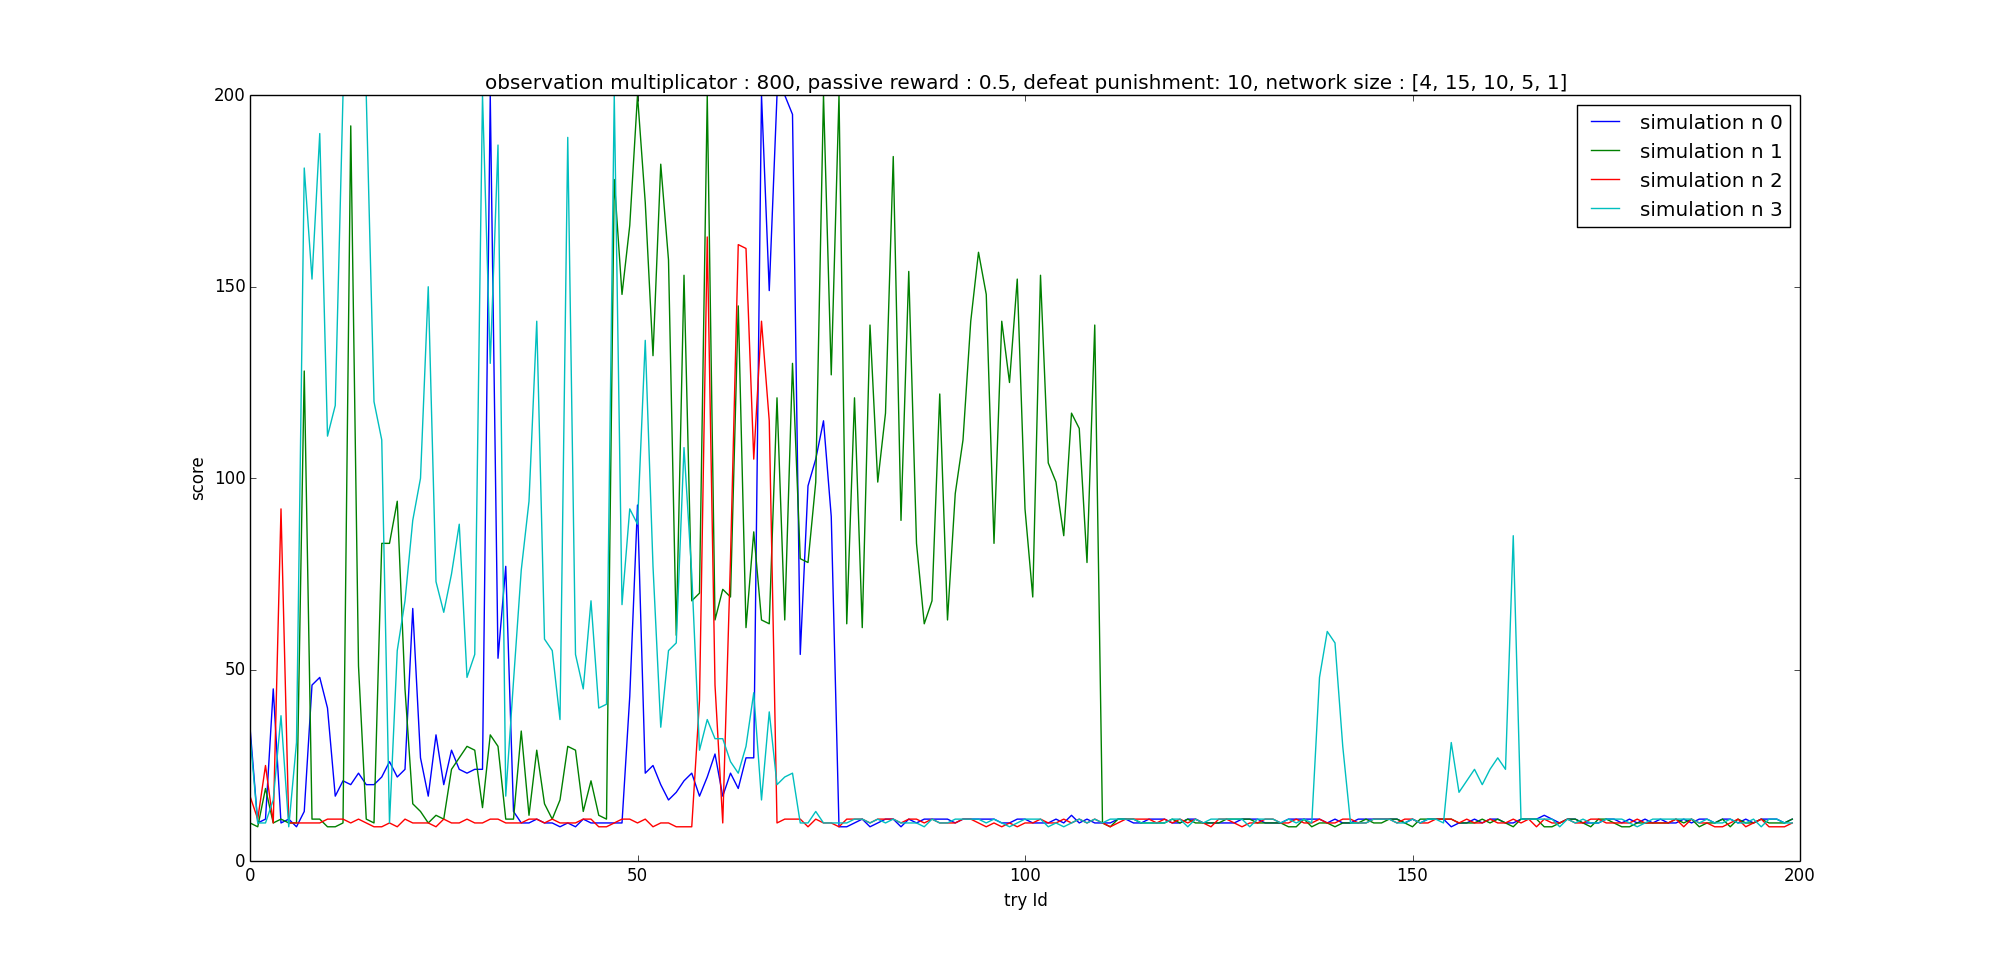 observation multiplicator : 800, passive reward : 0.5, defeat punishment: 10, network size : [4, 15, 10, 5, 1]
200
150
100
50
0
score
simulation n 0
simulation n 1
simulation n 2
simulation n 3
0 50 100 150 200
try Id